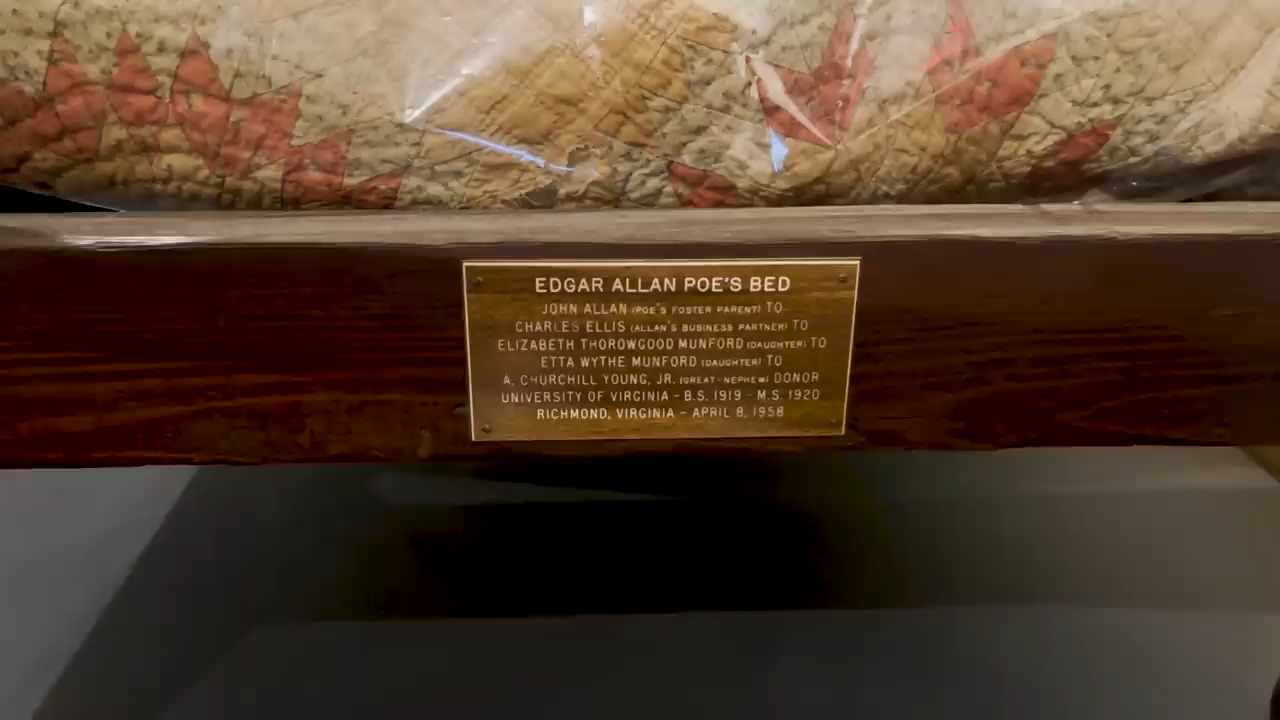 EDGAR ALLAN POE'S BED
JOHN ALLAN (POE'S FOSTER PARENT) TO
CHARLES ELLIS (ALLAN'S BUSINESS PARTNER) TO
ELIZABETH THOROWGOOD MUNFORD (DAUGHTER) TO
ETTA WYTHE MUNFORD (DAUGHTER) TO
A. CHURCHILL YOUNG, JR. (GREAT-NEPHEW) DONOR
UNIVERSITY OF VIRGINIA - B.S. 1919 - M.S. 1920
RICHMOND, VIRGINIA - APRIL 8, 1958